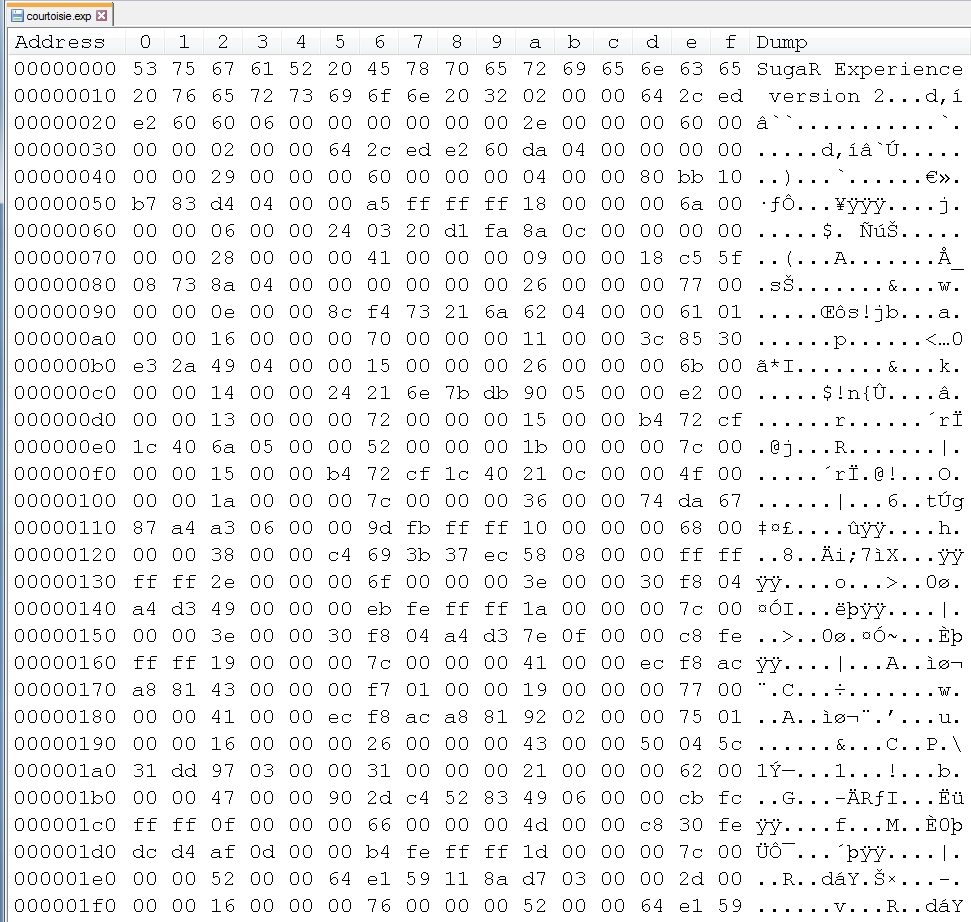 courtoisie.exp
Address 0 1 2 3 4 5 6 7 8 9 a b c d e f Dump
00000000 53 75 67 61 52 20 45 78 70 65 72 69 65 6e 63 65 SugaR Experience
00000010 20 76 65 72 73 69 6f 6e 20 32 02 00 00 64 2c ed version 2...d,í
00000020 e2 60 60 06 00 00 00 00 00 00 2e 00 00 00 60 00 â``...........`.
00000030 00 00 02 00 00 64 2c ed e2 60 da 04 00 00 00 00 .....d,íâ`Ú.....
00000040 00 00 29 00 00 00 60 00 00 00 04 00 00 80 bb 10 ..)...`......€».
00000050 b7 83 d4 04 00 00 a5 ff ff ff 18 00 00 00 6a 00 ·ƒÔ...¥ÿÿÿ....j.
00000060 00 00 06 00 00 24 03 20 d1 fa 8a 0c 00 00 00 00 .....$. ÑúŠ.....
00000070 00 00 28 00 00 00 41 00 00 00 09 00 00 18 c5 5f ..(...A.......Å_
00000080 08 73 8a 04 00 00 00 00 00 00 26 00 00 00 77 00 .sŠ.......&...w.
00000090 00 00 0e 00 00 8c f4 73 21 6a 62 04 00 00 61 01 .....Œôs!jb...a.
000000a0 00 00 16 00 00 00 70 00 00 00 11 00 00 3c 85 30 ......p......<…0
000000b0 e3 2a 49 04 00 00 15 00 00 00 26 00 00 00 6b 00 ã*I.......&...k.
000000c0 00 00 14 00 00 24 21 6e 7b db 90 05 00 00 e2 00 .....$!n{Û....â.
000000d0 00 00 13 00 00 00 72 00 00 00 15 00 00 b4 72 cf ......r......´rÏ
000000e0 1c 40 6a 05 00 00 52 00 00 00 1b 00 00 00 7c 00 .@j...R.......|.
000000f0 00 00 15 00 00 b4 72 cf 1c 40 21 0c 00 00 4f 00 .....´rÏ.@!...O.
00000100 00 00 1a 00 00 00 7c 00 00 00 36 00 00 74 da 67 ......|...6..tÚg
00000110 87 a4 a3 06 00 00 9d fb ff ff 10 00 00 00 68 00 ‡¤£....ûÿÿ....h.
00000120 00 00 38 00 00 c4 69 3b 37 ec 58 08 00 00 ff ff ..8..Äi;7ìX...ÿÿ
00000130 ff ff 2e 00 00 00 6f 00 00 00 3e 00 00 30 f8 04 ÿÿ....o...>..0ø.
00000140 a4 d3 49 00 00 00 eb fe ff ff 1a 00 00 00 7c 00 ¤ÓI...ëþÿÿ....|.
00000150 00 00 3e 00 00 30 f8 04 a4 d3 7e 0f 00 00 c8 fe ..>..0ø.¤Ó~...Èþ
00000160 ff ff 19 00 00 00 7c 00 00 00 41 00 00 ec f8 ac ÿÿ....|...A..ìø¬
00000170 a8 81 43 00 00 00 f7 01 00 00 19 00 00 00 77 00 ¨.C...÷.......w.
00000180 00 00 41 00 00 ec f8 ac a8 81 92 02 00 00 75 01 ..A..ìø¬¨.’...u.
00000190 00 00 16 00 00 00 26 00 00 00 43 00 00 50 04 5c ......&...C..P.\
000001a0 31 dd 97 03 00 00 31 00 00 00 21 00 00 00 62 00 1Ý—...1...!...b.
000001b0 00 00 47 00 00 90 2d c4 52 83 49 06 00 00 cb fc ..G...-ÄRƒI...Ëü
000001c0 ff ff 0f 00 00 00 66 00 00 00 4d 00 00 c8 30 fe ÿÿ....f...M..È0þ
000001d0 dc d4 af 0d 00 00 b4 fe ff ff 1d 00 00 00 7c 00 ÜÔ¯...´þÿÿ....|.
000001e0 00 00 52 00 00 64 e1 59 11 8a d7 03 00 00 2d 00 ..R..dáY.Š×...-.
000001f0 00 00 16 00 00 00 76 00 00 00 52 00 00 64 e1 59 ......v...R..dáY